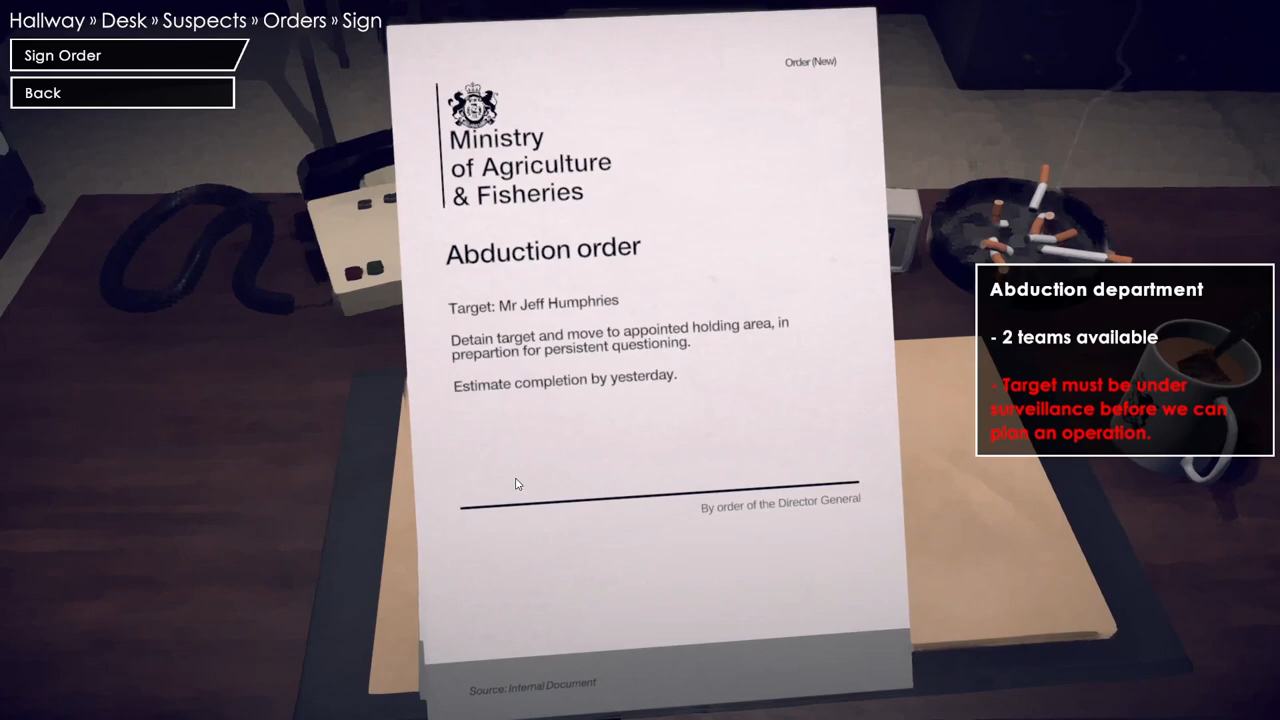 Hallway » Desk » Suspects » Orders » Sign
Sign Order
Back
Order (New)
Ministry
of Agriculture
& Fisheries
Abduction order
Target: Mr Jeff Humphries
Detain target and move to appointed holding area, in
prepartion for persistent questioning.
Estimate completion by yesterday.
By order of the Director General
Source: Internal Document
Abduction department
- 2 teams available
- Target must be under
surveillance before we can
plan an operation.